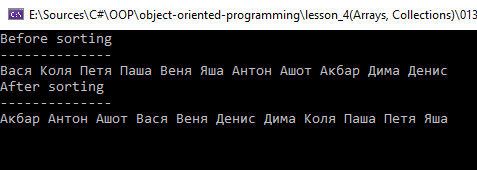 E:\Sources\C#\OOP\object-oriented-programming\lesson_4(Arrays, Collections)\013
Before sorting
--------------
Вася Коля Петя Паша Веня Яша Антон Ашот Акбар Дима Денис
After sorting
--------------
Акбар Антон Ашот Вася Веня Денис Дима Коля Паша Петя Яша